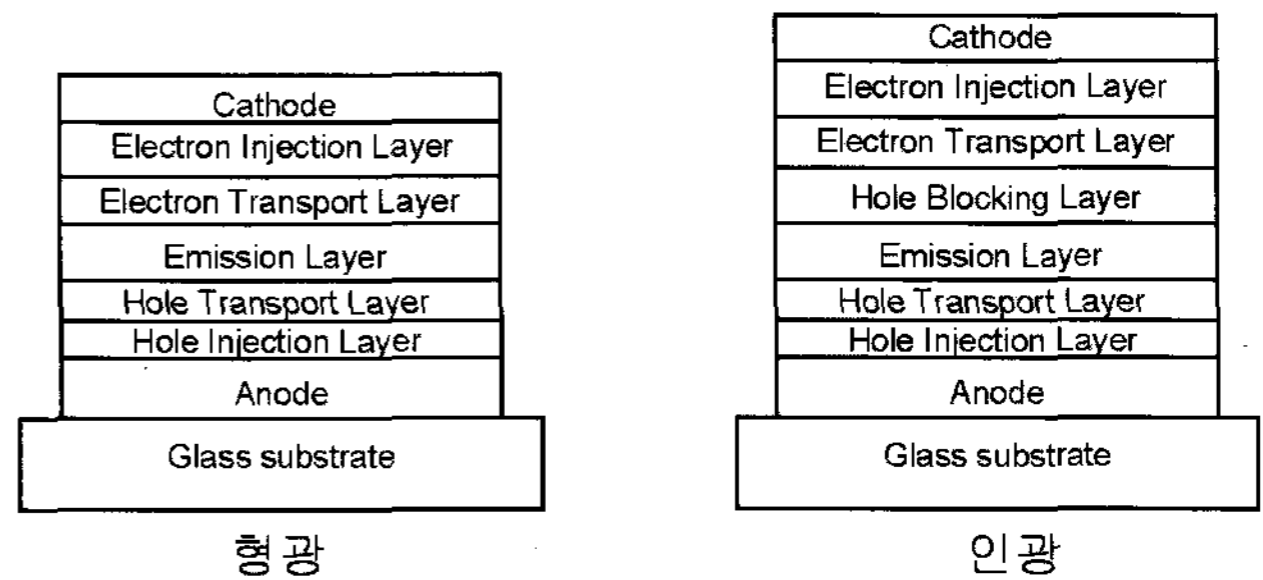 Cathode
Electron Injection Layer
Electron Transport Layer
Emission Layer
Hole Transport Layer
Hole Injection Layer
Anode
Glass substrate
형광
Cathode
Electron Injection Layer
Electron Transport Layer
Hole Blocking Layer
Emission Layer
Hole Transport Layer
Hole Injection Layer
Anode
Glass substrate
인광